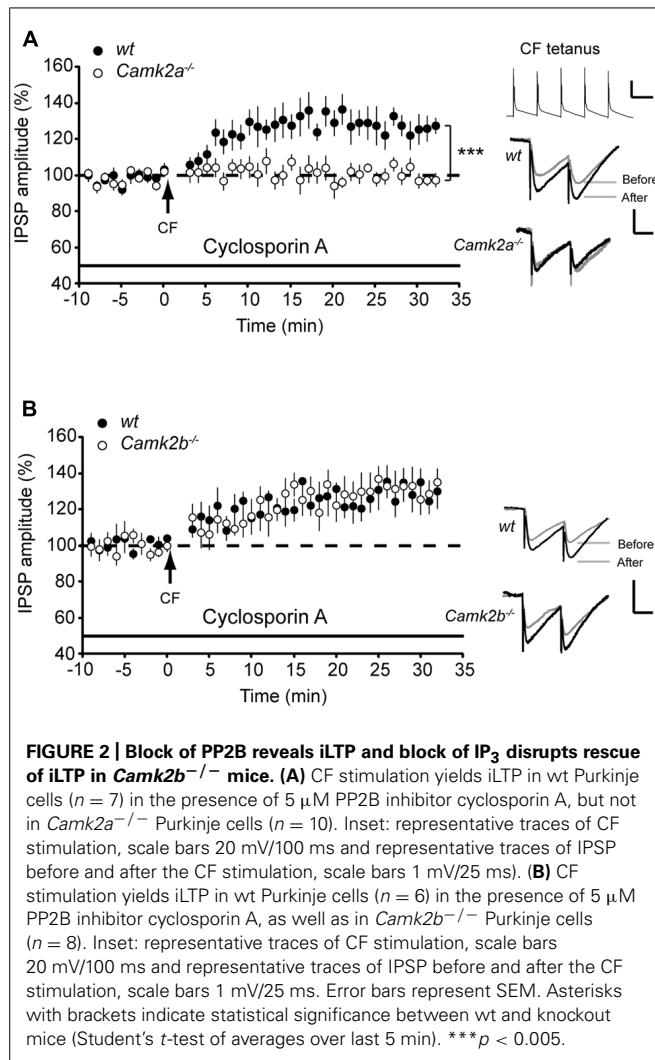 A
wt
Camk2a-/-
IPSP amplitude (%)
160
140
120
100
80
60
40
CF
***
Cyclosporin A
-10 -5 0 5 10 15 20 25 30 35
Time (min)
CF tetanus
wt
Before
After
Camk2a-/-
B
wt
Camk2b-/-
IPSP amplitude (%)
160
140
120
100
80
60
40
CF
Cyclosporin A
-10 -5 0 5 10 15 20 25 30 35
Time (min)
wt
Before
After
Camk2b-/-
FIGURE 2 | Block of PP2B reveals iLTP and block of IP3 disrupts rescue
of iLTP in Camk2b−/− mice. (A) CF stimulation yields iLTP in wt Purkinje
cells (n = 7) in the presence of 5 μM PP2B inhibitor cyclosporin A, but not
in Camk2a−/− Purkinje cells (n = 10). Inset: representative traces of CF
stimulation, scale bars 20 mV/100 ms and representative traces of IPSP
before and after the CF stimulation, scale bars 1 mV/25 ms). (B) CF
stimulation yields iLTP in wt Purkinje cells (n = 6) in the presence of 5 μM
PP2B inhibitor cyclosporin A, as well as in Camk2b−/− Purkinje cells
(n = 8). Inset: representative traces of CF stimulation, scale bars
20 mV/100 ms and representative traces of IPSP before and after the CF
stimulation, scale bars 1 mV/25 ms. Error bars represent SEM. Asterisks
with brackets indicate statistical significance between wt and knockout
mice (Student's t-test of averages over last 5 min). ***p < 0.005.